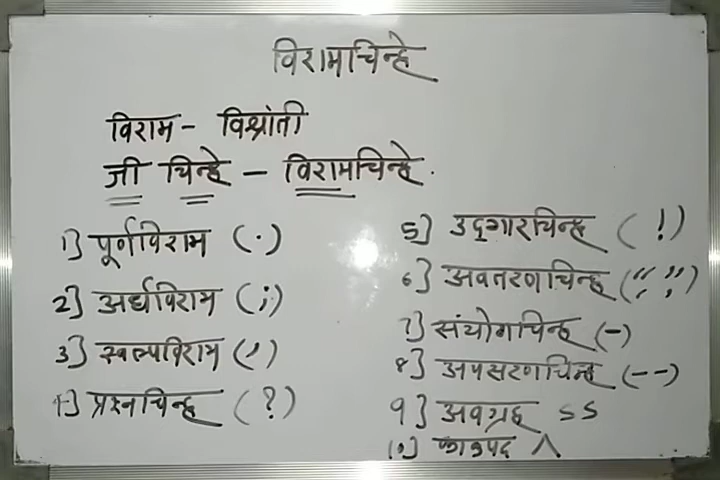 विरामचिन्हे
विराम - विश्रांती
जी चिन्हे - विरामचिन्हे.
1] पूर्णविराम (.)
2] अर्धविराम (;)
3] स्वल्पविराम (,)
4] प्रश्नचिन्ह (?)
5] उद्गारचिन्ह (!)
6] अवतरणचिन्ह (“ ”)
7] संयोगचिन्ह (-)
8] अपसरणचिन्ह (--)
9] अवग्रह ऽऽ
10] काकपद ^